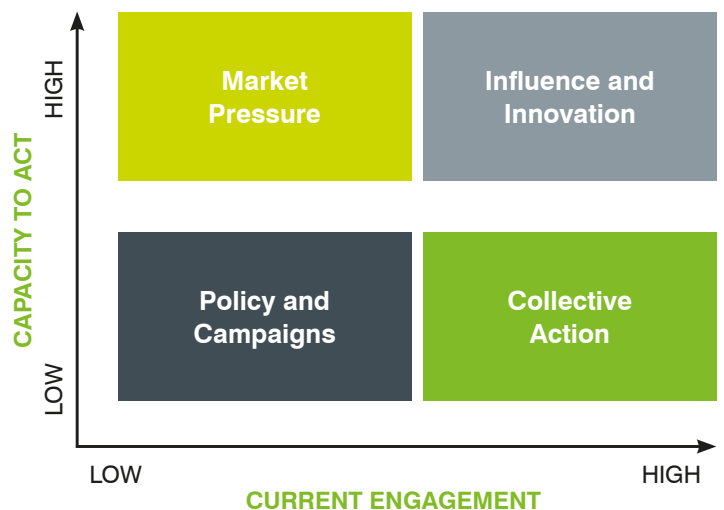 HIGH
Market
Pressure
Influence and
Innovation
CAPACITY TO ACT
Policy and
Campaigns
Collective
Action
LOW
LOW
HIGH
CURRENT ENGAGEMENT